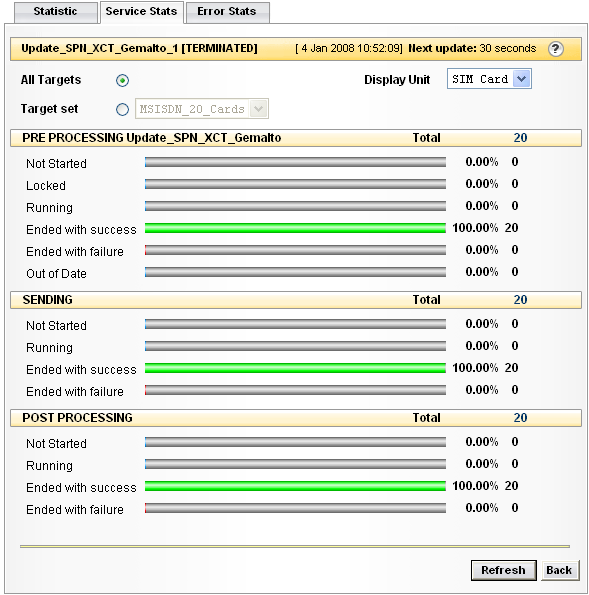 Statistic Service Stats Error Stats
Update_SPN_XCT_Gemalto_1 [TERMINATED] [ 4 Jan 2008 10:52:09] Next update: 30 seconds ?
All Targets Display Unit SIM Card
Target set MSISDN_20_Cards
PRE PROCESSING Update_SPN_XCT_Gemalto Total 20
Not Started 0.00% 0
Locked 0.00% 0
Running 0.00% 0
Ended with success 100.00% 20
Ended with failure 0.00% 0
Out of Date 0.00% 0
SENDING Total 20
Not Started 0.00% 0
Running 0.00% 0
Ended with success 100.00% 20
Ended with failure 0.00% 0
POST PROCESSING Total 20
Not Started 0.00% 0
Running 0.00% 0
Ended with success 100.00% 20
Ended with failure 0.00% 0
Refresh Back